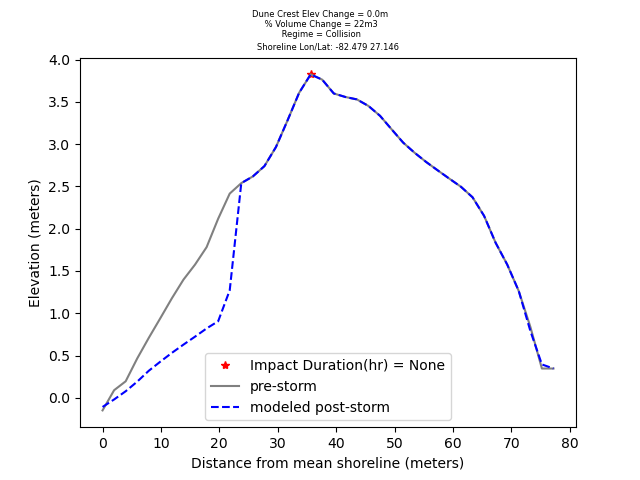 Dune Crest Elev Change = 0.0m
% Volume Change = 22m3
Regime = Collision
Shoreline Lon/Lat: -82.479 27.146
4.0
3.5
3.0
2.5
2.0
1.5
1.0
0.5
0.0
Elevation (meters)
Impact Duration(hr) = None
pre-storm
modeled post-storm
0 10 20 30 40 50 60 70 80
Distance from mean shoreline (meters)